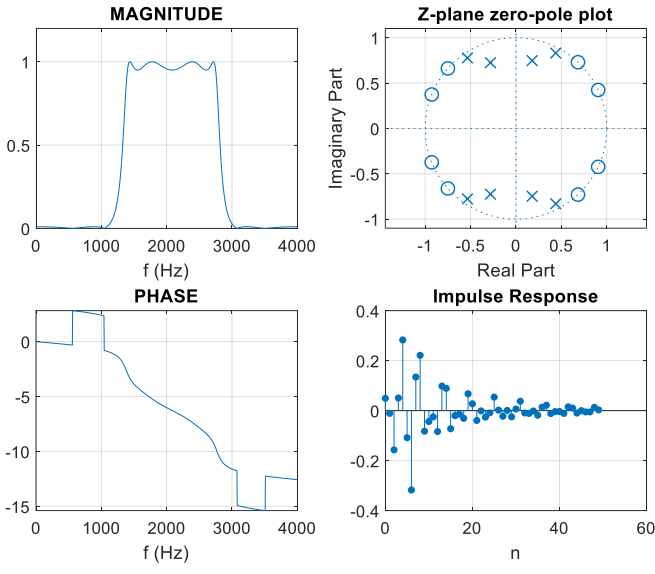 MAGNITUDE
1
0.5
0
0 1000 2000 3000 4000
f (Hz)
Z-plane zero-pole plot
Imaginary Part
1
0.5
0
-0.5
-1
-1 -0.5 0 0.5 1
Real Part
PHASE
0
-5
-10
-15
0 1000 2000 3000 4000
f (Hz)
Impulse Response
0.4
0.2
0
-0.2
-0.4
0 20 40 60
n